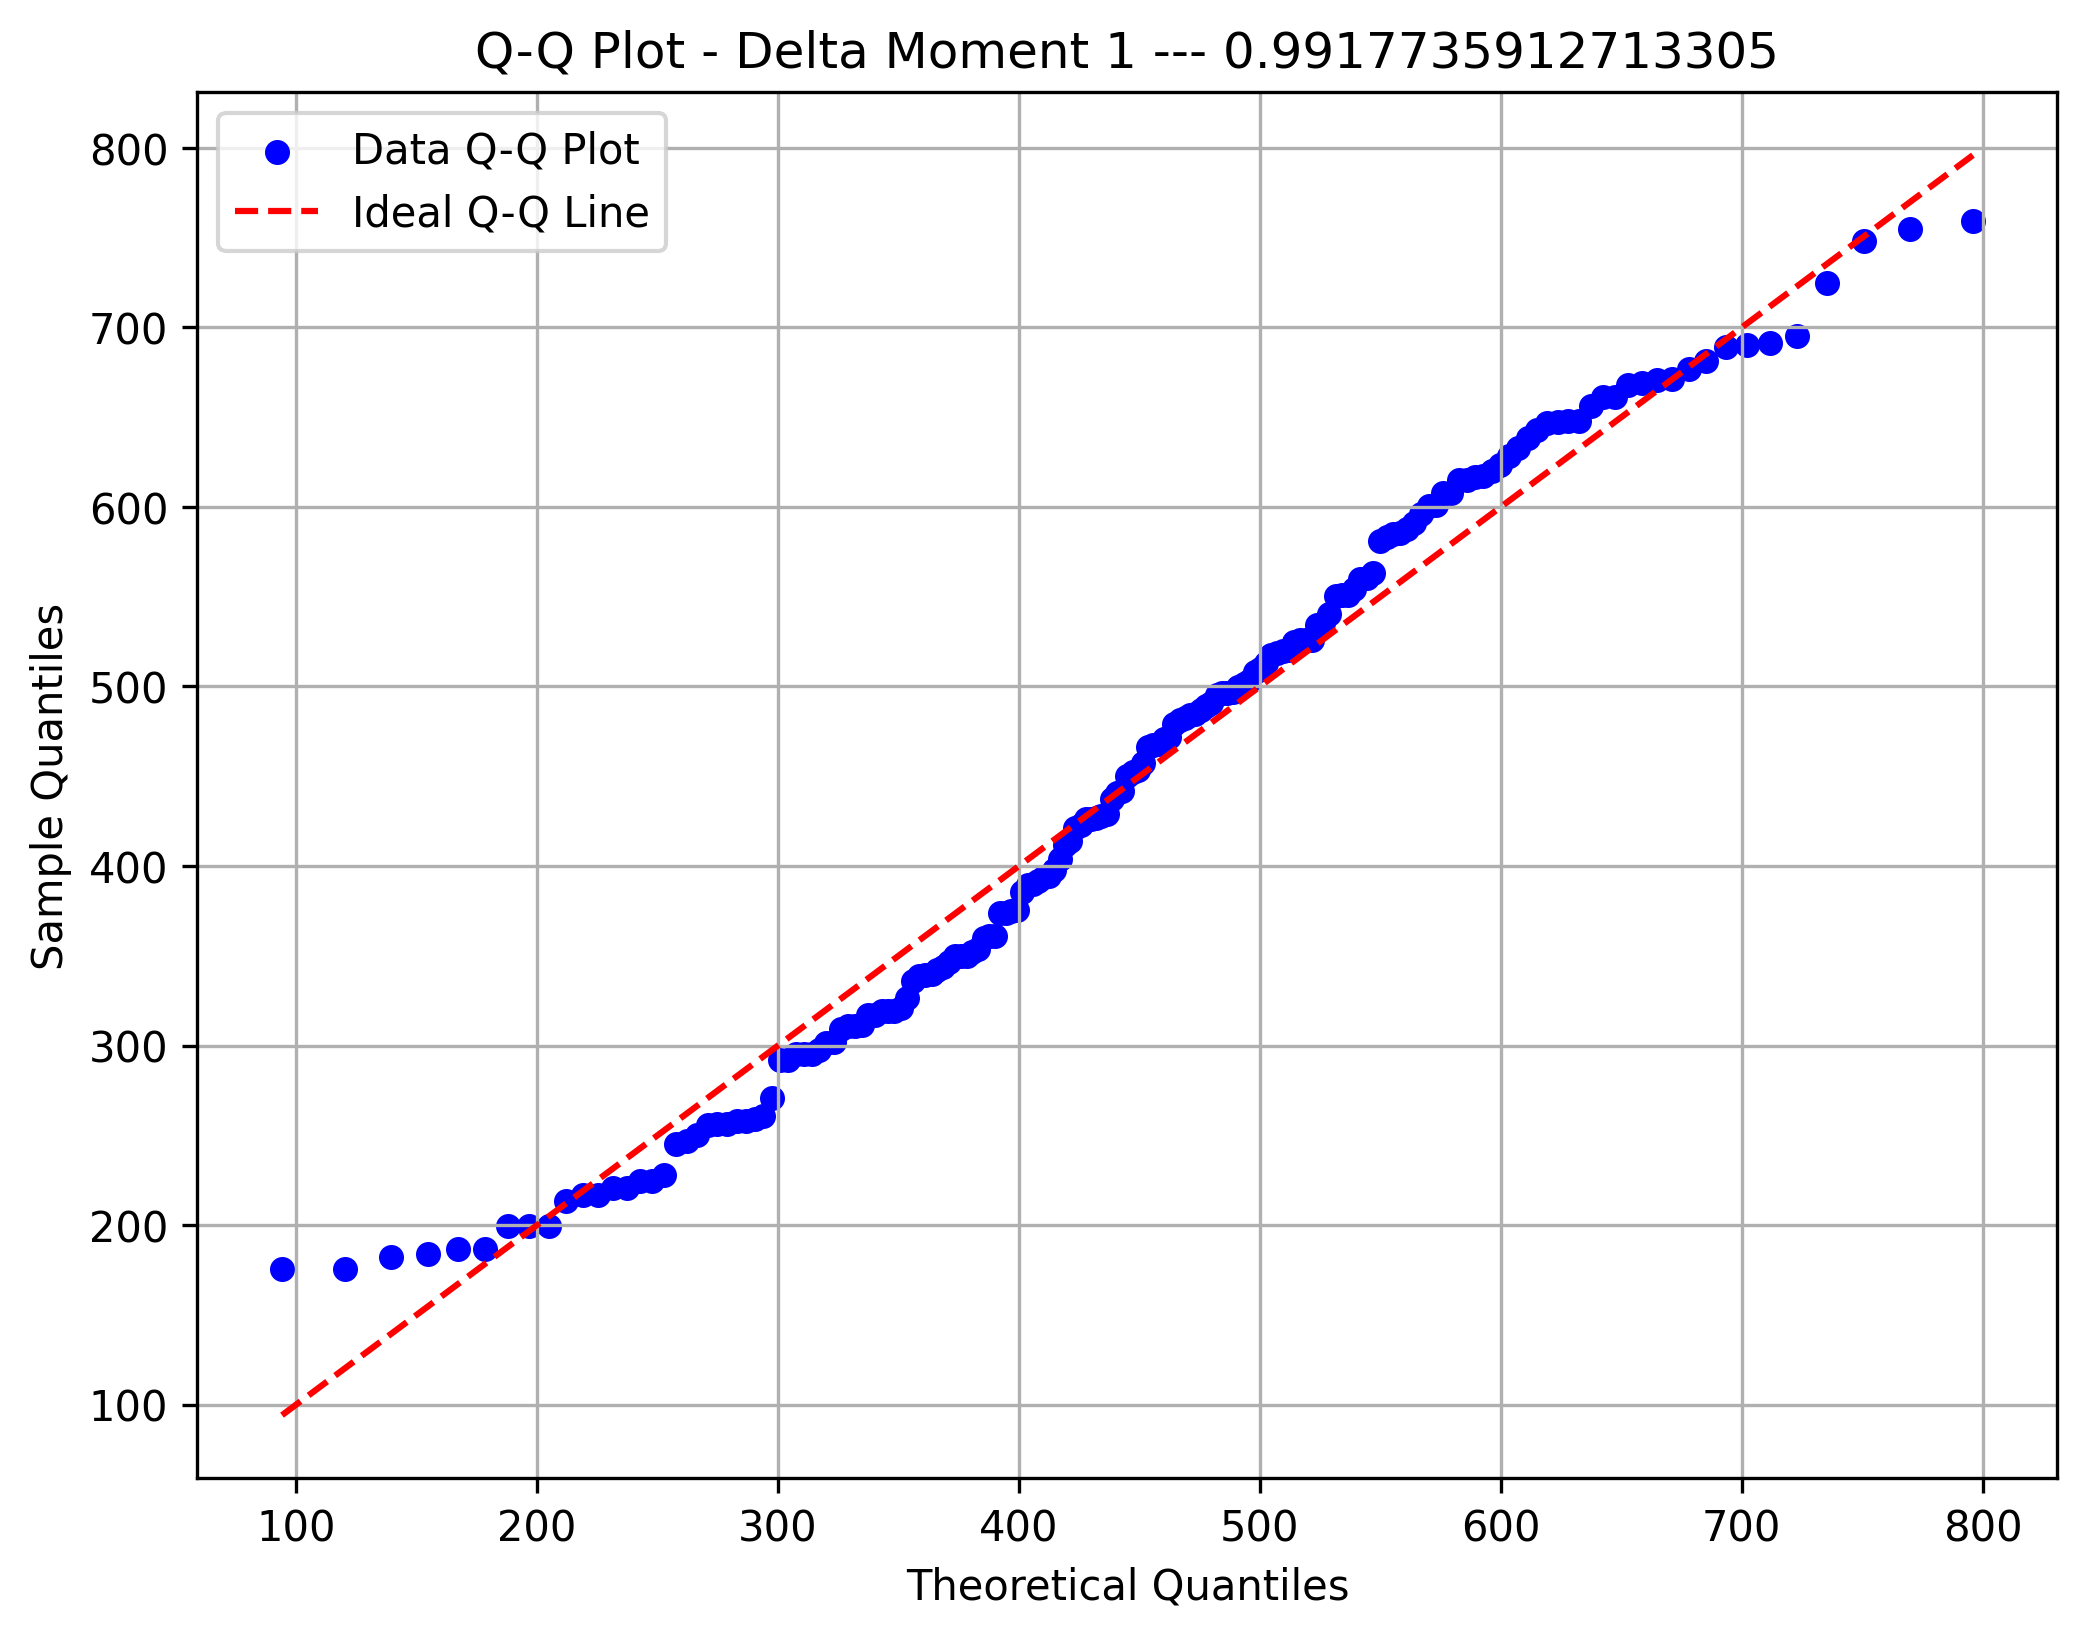 Q-Q Plot - Delta Moment 1 --- 0.9917735912713305
Data Q-Q Plot
Ideal Q-Q Line
800
700
600
500
400
300
200
100
Sample Quantiles
100 200 300 400 500 600 700 800
Theoretical Quantiles